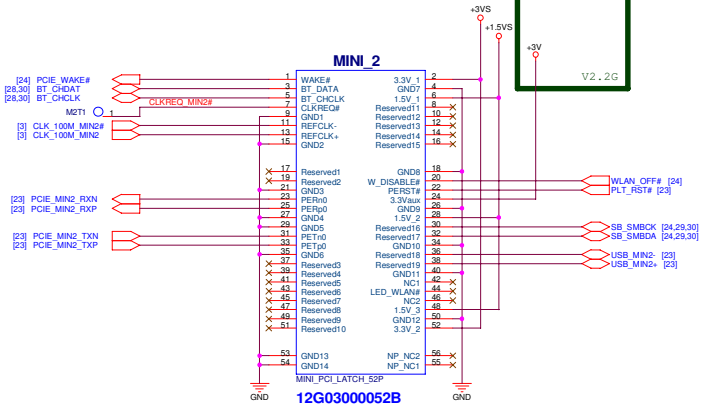 +3VS
+1.5VS
+3V
V2.2G
MINI_2
[24] PCIE_WAKE# 1 WAKE# 3.3V_1 2
[28,30] BT_CHDAT 3 BT_DATA GND7 4
[28,30] BT_CHCLK 5 BT_CHCLK 1.5V_1 6
M2T1 1 CLKREQ_MIN2# 7 CLKREQ# Reserved11 8
9 GND1 Reserved12 10
[3] CLK_100M_MIN2# 11 REFCLK- Reserved13 12
[3] CLK_100M_MIN2 13 REFCLK+ Reserved14 14
15 GND2 Reserved15 16
17 Reserved1 GND8 18
19 Reserved2 W_DISABLE# 20 WLAN_OFF# [24]
21 GND3 PERST# 22 PLT_RST# [23]
[23] PCIE_MIN2_RXN 23 PERn0 3.3Vaux 24
[23] PCIE_MIN2_RXP 25 PERp0 GND9 26
27 GND4 1.5V_2 28
29 GND5 Reserved16 30 SB_SMBCK [24,29,30]
[23] PCIE_MIN2_TXN 31 PETn0 Reserved17 32 SB_SMBDA [24,29,30]
[23] PCIE_MIN2_TXP 33 PETp0 GND10 34
35 GND6 Reserved18 36 USB_MIN2- [23]
37 Reserved3 Reserved19 38 USB_MIN2+ [23]
39 Reserved4 GND11 40
41 Reserved5 NC1 42
43 Reserved6 LED_WLAN# 44
45 Reserved7 NC2 46
47 Reserved8 1.5V_3 48
49 Reserved9 GND12 50
51 Reserved10 3.3V_2 52
53 GND13 NP_NC2 56
54 GND14 NP_NC1 55
MINI_PCI_LATCH_52P
GND 12G03000052B GND